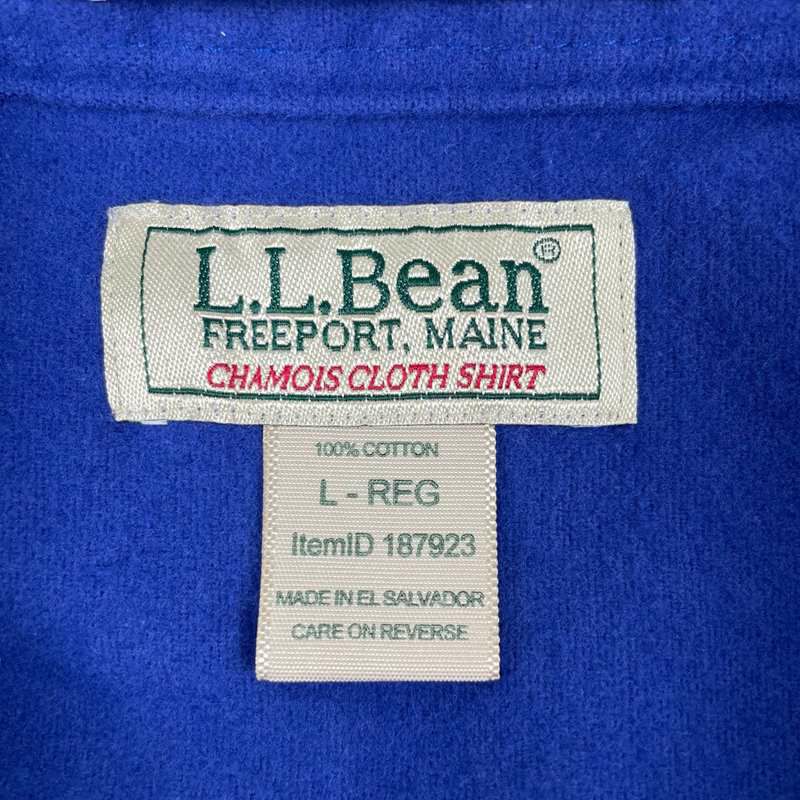 L.L.Bean®
FREEPORT, MAINE
CHAMOIS CLOTH SHIRT
100% COTTON
L - REG
ItemID 187923
MADE IN EL SALVADOR
CARE ON REVERSE